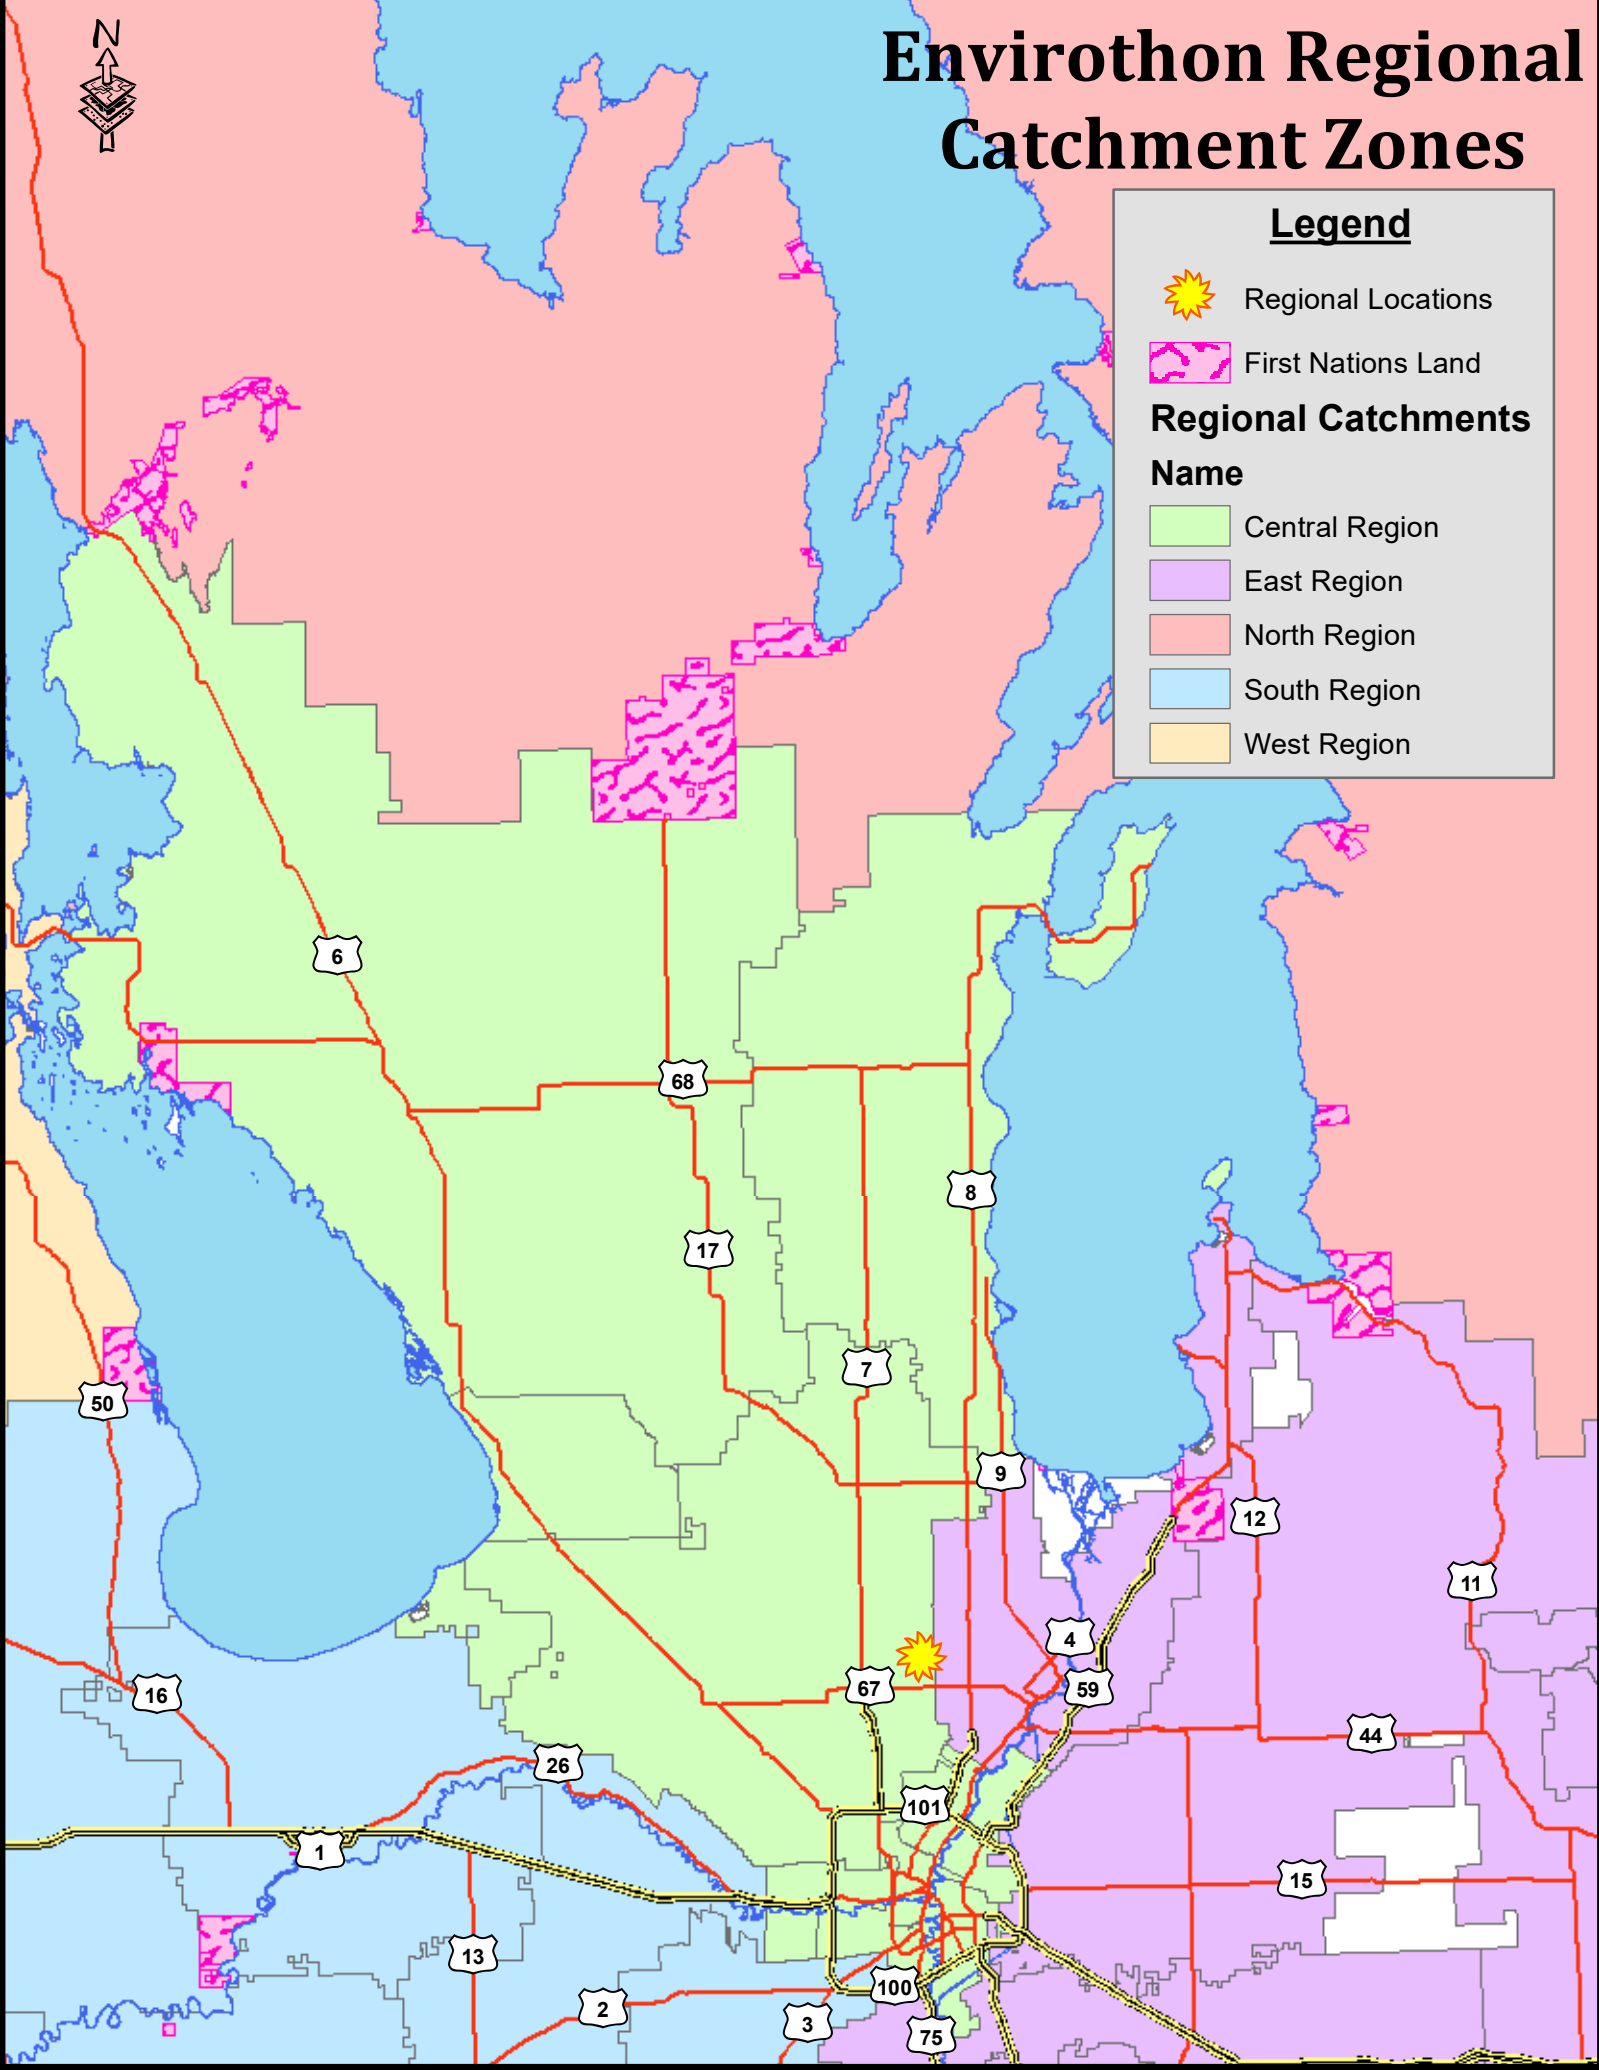 N
Envirothon Regional
Catchment Zones
Legend
Regional Locations
First Nations Land
Regional Catchments
Name
Central Region
East Region
North Region
South Region
West Region
6
68
8
17
7
50
9
12
11
4
16
67
59
44
26
101
1
15
13
100
2
3
75